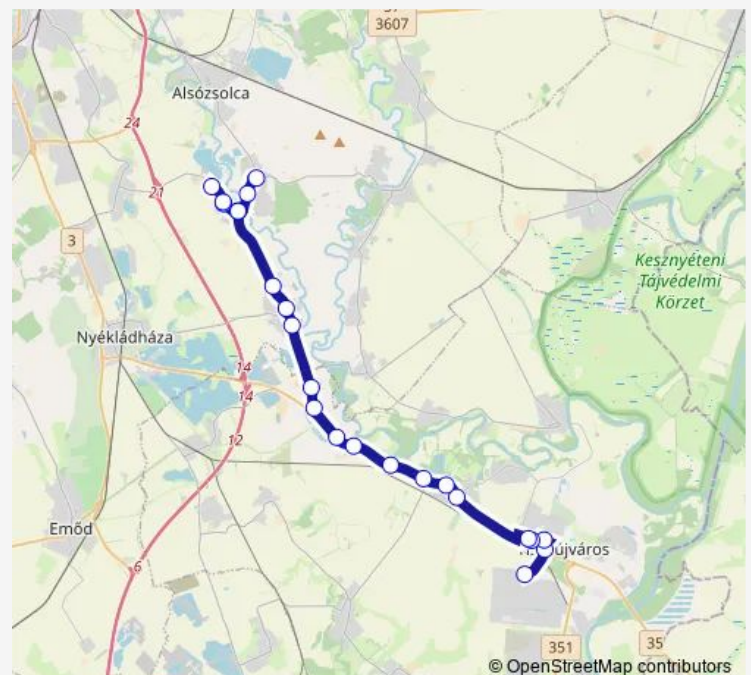 3607
Alsózsolca
24
21
3
Kesznyéteni
Tájvédelmi
Körzet
Nyékládháza
14
14
12
Emőd
6
újváros
351
35
© OpenStreetMap contributors